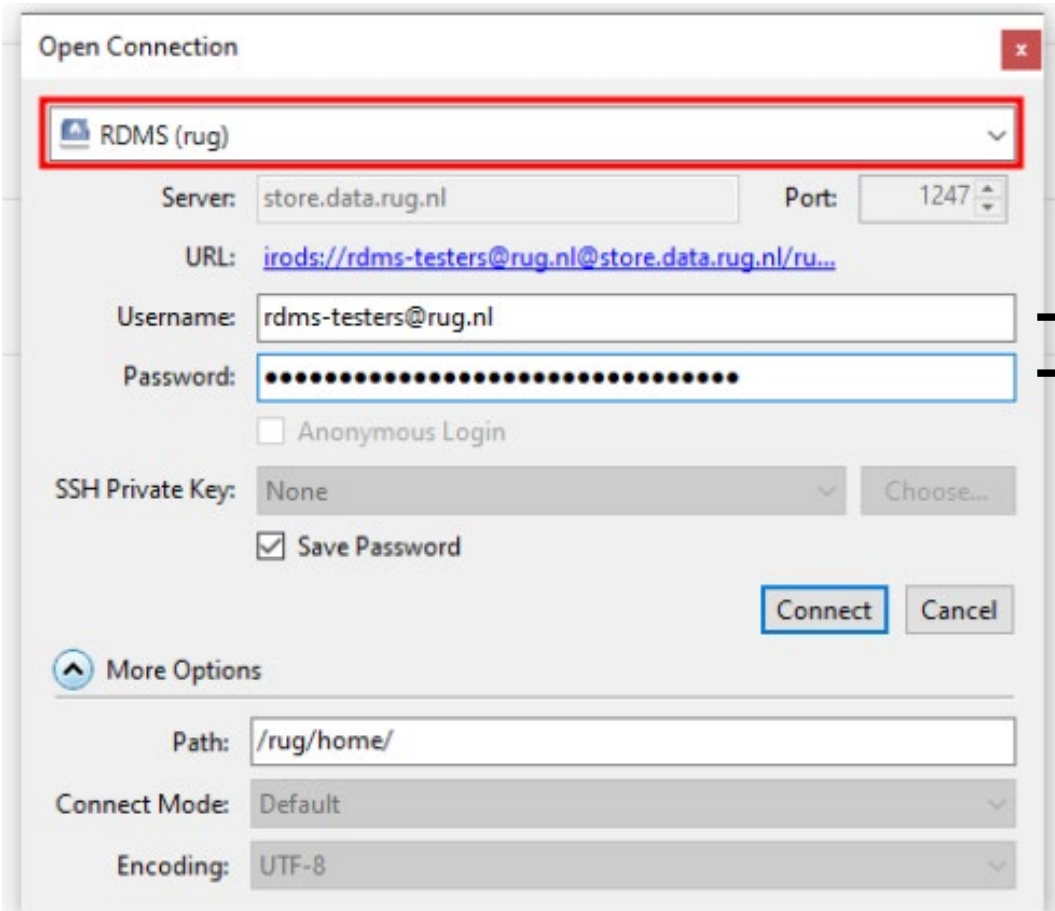 Open Connection
x
RDMS (rug)
Server: store.data.rug.nl Port: 1247
URL: irods://rdms-testers@rug.nl@store.data.rug.nl/ru...
Username: rdms-testers@rug.nl
Password: ••••••••••••••••••••••••••••••••
Anonymous Login
SSH Private Key: None Choose...
Save Password
Connect Cancel
More Options
Path: /rug/home/
Connect Mode: Default
Encoding: UTF-8